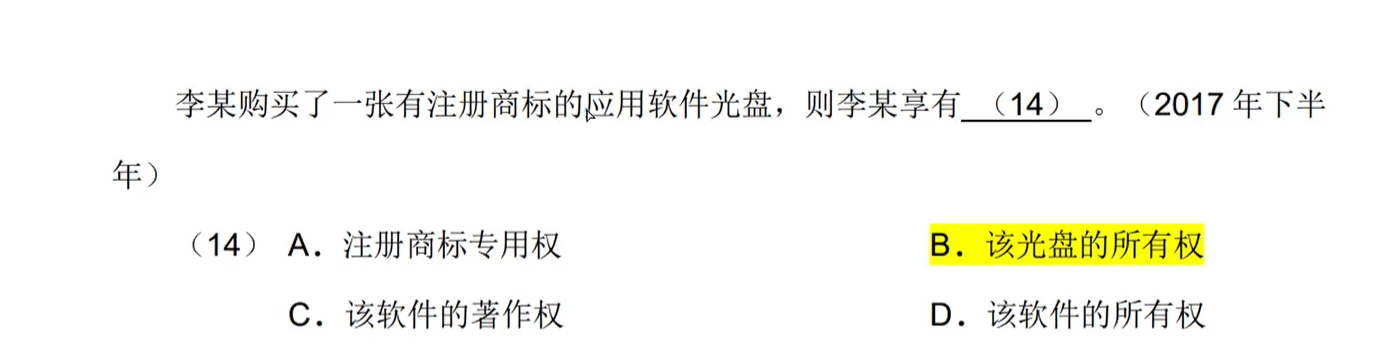 李某购买了一张有注册商标的应用软件光盘，则李某享有 （14） 。（2017 年下半
年）
（14） A．注册商标专用权 B．该光盘的所有权
C．该软件的著作权 D．该软件的所有权